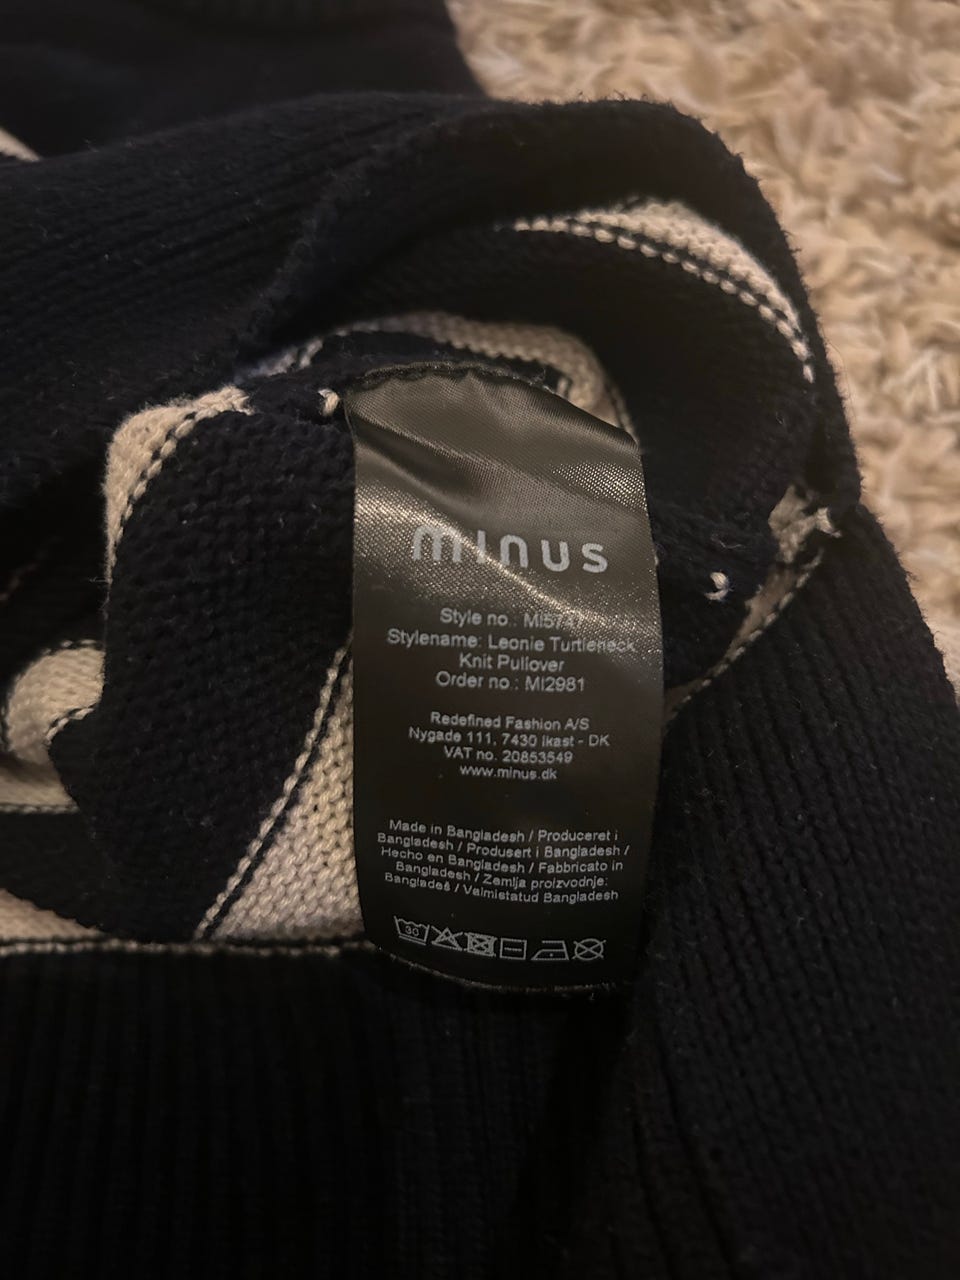 minus
Style no.: MI5747
Stylename: Leonie Turtleneck
Knit Pullover
Order no.: MI2981
Redefined Fashion A/S
Nygade 111, 7430 Ikast - DK
VAT no. 20853549
www.minus.dk
Made in Bangladesh / Produceret i
Bangladesh / Produsert i Bangladesh /
Hecho en Bangladesh / Fabbricato in
Bangladesh / Zemlja proizvodnje:
Bangladeš / Valmistatud Bangladesh
30